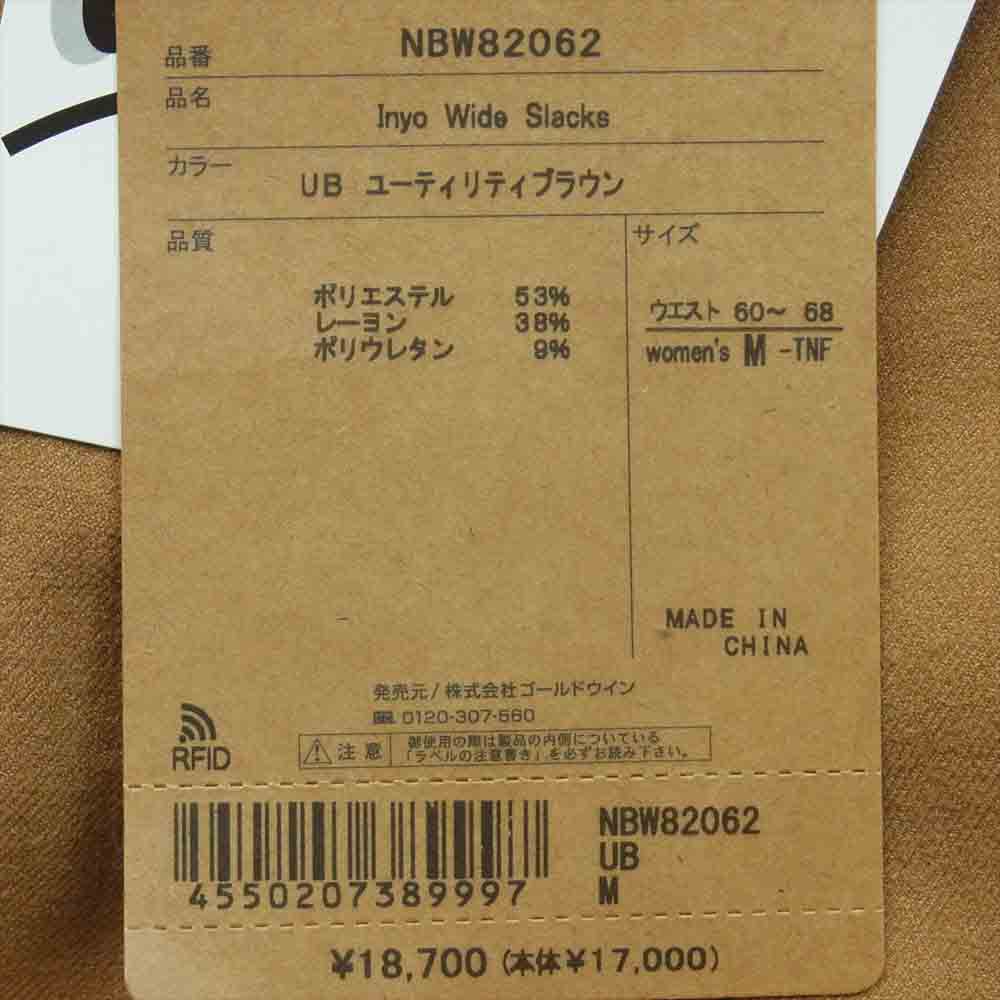 品番 NBW82062
品名 Inyo Wide Slacks
カラー UB ユーティリティブラウン
品質
ポリエステル 53%
レーヨン 38%
ポリウレタン 9%
サイズ
ウエスト 60～ 68
women's M -TNF
MADE IN
CHINA
発売元/株式会社ゴールドウイン
0120-307-560
RFID
注意
御使用の際は製品の内側についている
「ラベルの注意書き」を必ずお読み下さい。
4550207389997
NBW82062
UB
M
¥18,700 (本体¥17,000)